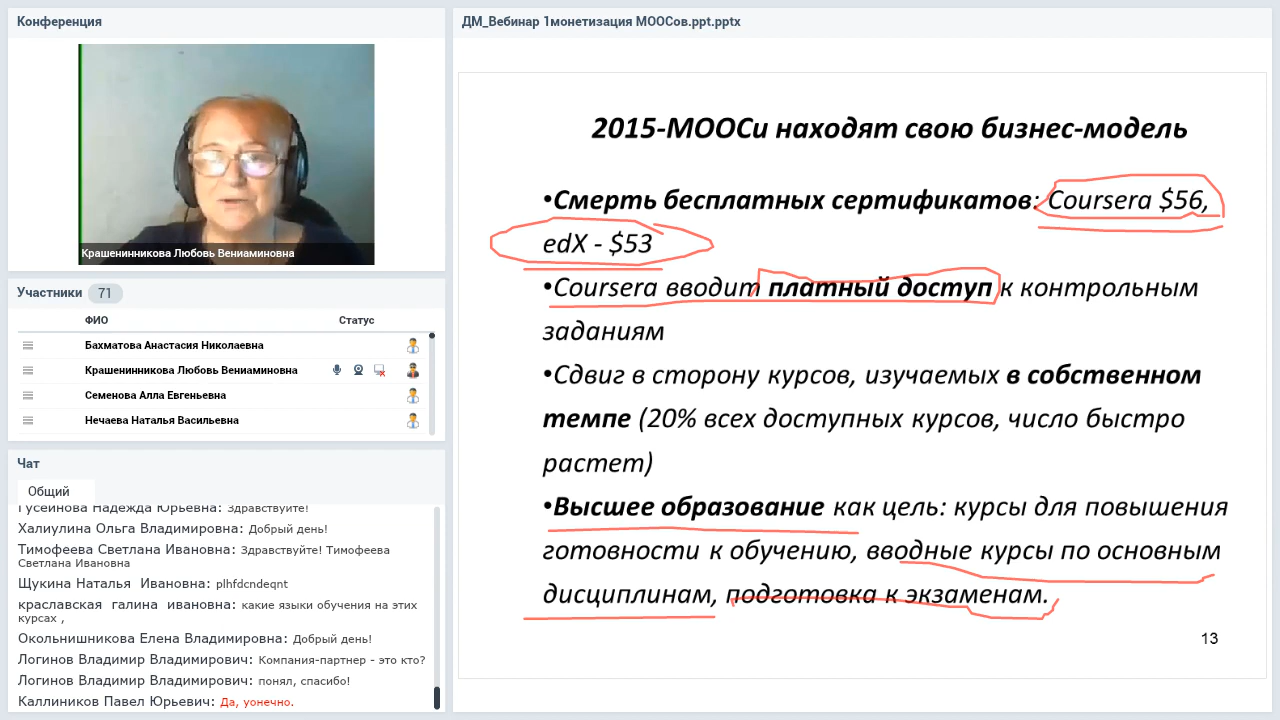 Конференция
Крашенинникова Любовь Вениаминовна
Участники 71
ФИО Статус
Бахматова Анастасия Николаевна
Крашенинникова Любовь Вениаминовна
Семенова Алла Евгеньевна
Нечаева Наталья Васильевна
Чат
Общий
Гусейнова Надежда Юрьевна: Здравствуйте!
Халиулина Ольга Владимировна: Добрый день!
Тимофеева Светлана Ивановна: Здравствуйте! Тимофеева
Светлана Ивановна
Щукина Наталья Ивановна: plhfdcndeqnt
краславская галина ивановна: какие языки обучения на этих
курсах ,
Окольнишникова Елена Владимировна: Добрый день!
Логинов Владимир Владимирович: Компания-партнер - это кто?
Логинов Владимир Владимирович: понял, спасибо!
Каллиников Павел Юрьевич: Да, уонечно.
ДМ_Вебинар 1монетизация МООСов.ppt.pptx
2015-МООСи находят свою бизнес-модель
•Смерть бесплатных сертификатов: Coursera $56,
edX - $53
•Coursera вводит платный доступ к контрольным
заданиям
•Сдвиг в сторону курсов, изучаемых в собственном
темпе (20% всех доступных курсов, число быстро
растет)
•Высшее образование как цель: курсы для повышения
готовности к обучению, вводные курсы по основным
дисциплинам, подготовка к экзаменам.
13